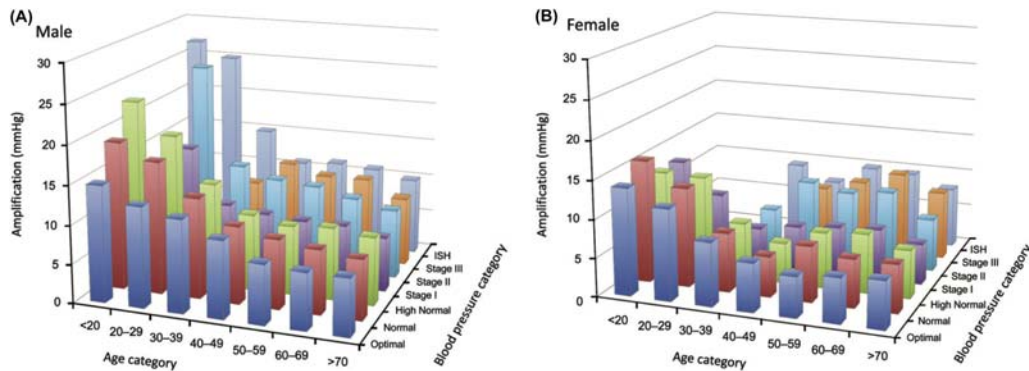 (A)
Male
Amplification (mmHg)
30
25
20
15
10
5
0
<20
20–29
30–39
40–49
50–59
60–69
>70
Age category
Optimal
Normal
High Normal
Stage I
Stage II
Stage III
ISH
Blood pressure category
(B)
Female
Amplification (mmHg)
30
25
20
15
10
5
0
<20
20–29
30–39
40–49
50–59
60–69
>70
Age category
Optimal
Normal
High Normal
Stage I
Stage II
Stage III
ISH
Blood pressure category